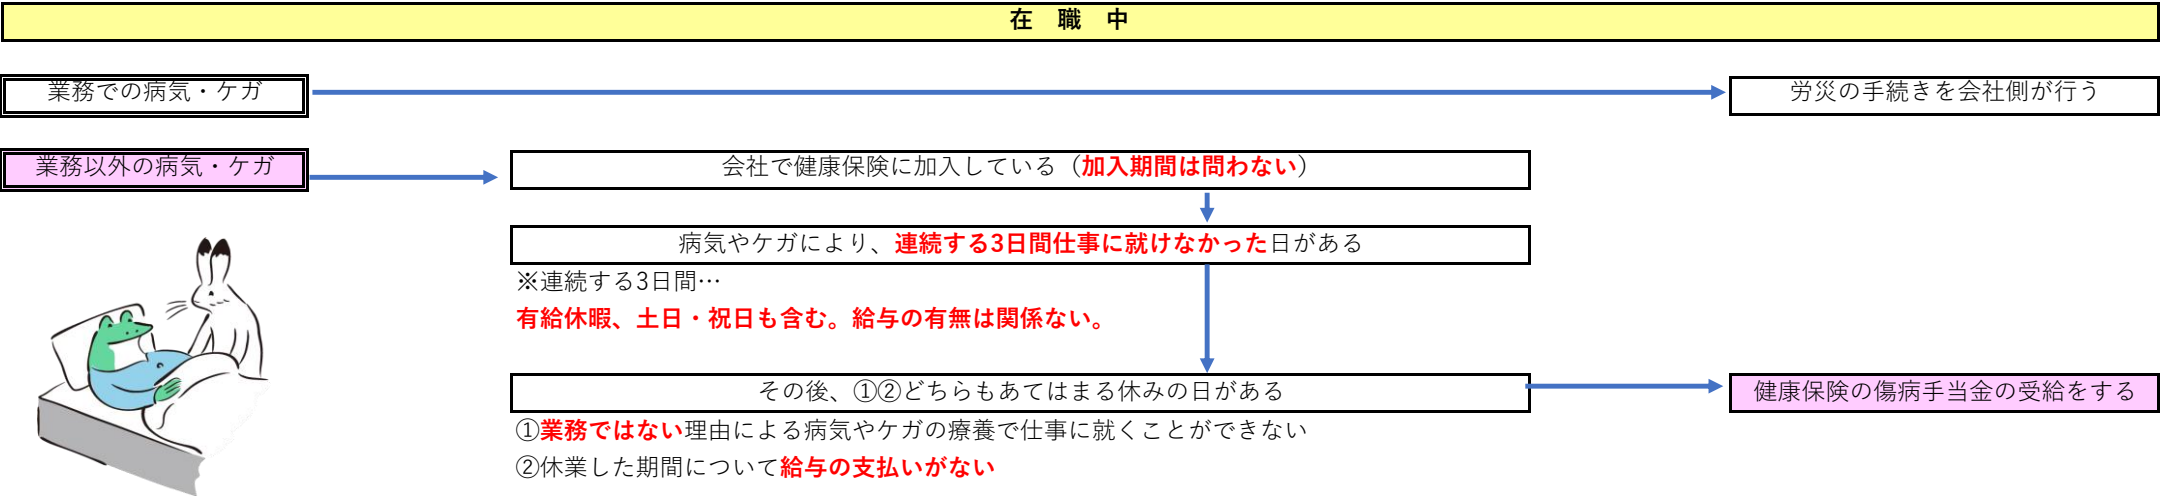 在　職　中
業務での病気・ケガ
労災の手続きを会社側が行う
業務以外の病気・ケガ
会社で健康保険に加入している（加入期間は問わない）
病気やケガにより、連続する3日間仕事に就けなかった日がある
※連続する3日間…
有給休暇、土日・祝日も含む。給与の有無は関係ない。
その後、①②どちらもあてはまる休みの日がある
健康保険の傷病手当金の受給をする
①業務ではない理由による病気やケガの療養で仕事に就くことができない
②休業した期間について給与の支払いがない